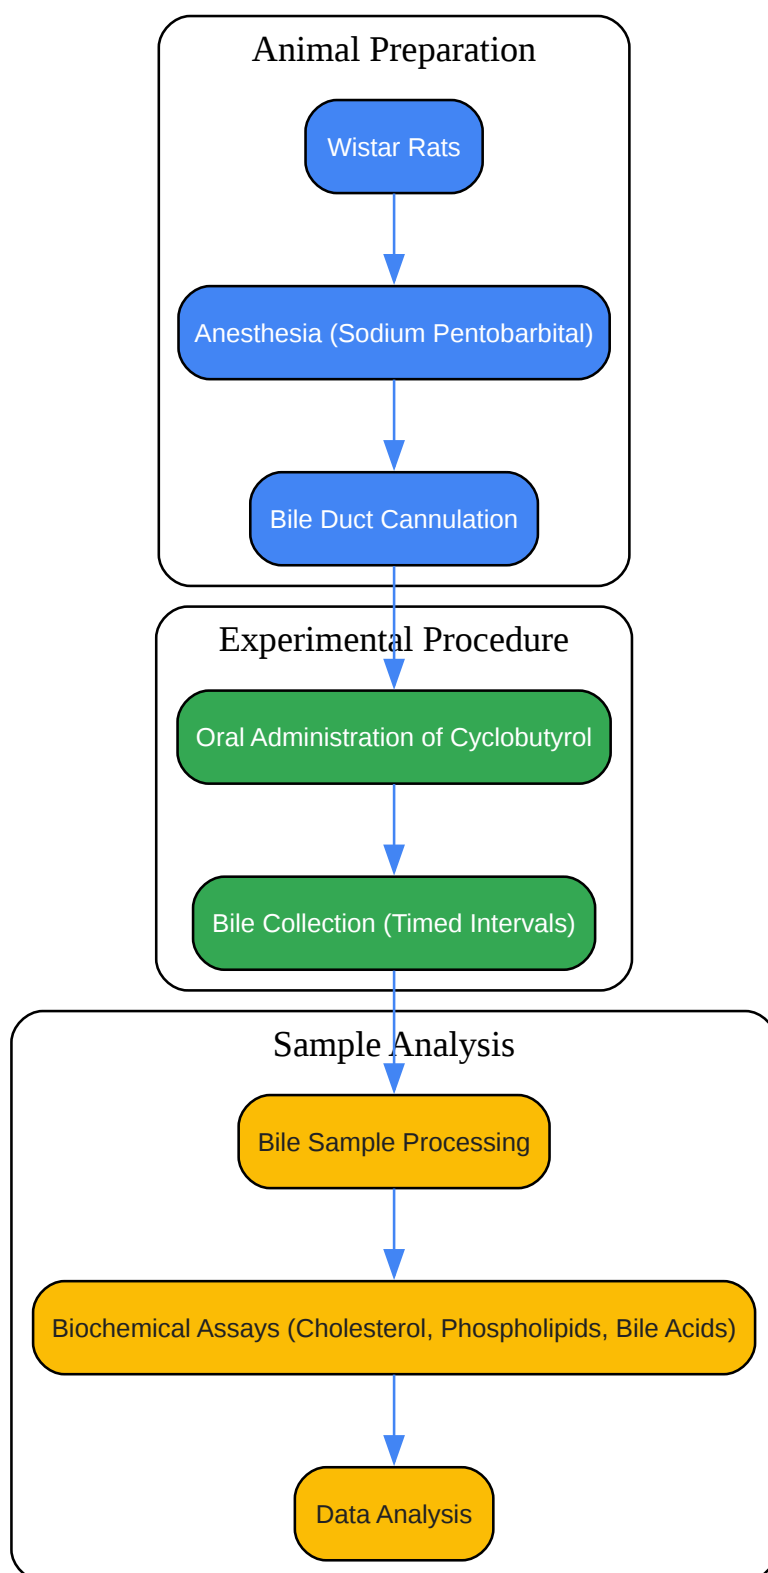 Animal Preparation
Wistar Rats
Anesthesia (Sodium Pentobarbital)
Bile Duct Cannulation
Experimental Procedure
Oral Administration of Cyclobutyrol
Bile Collection (Timed Intervals)
Sample Analysis
Bile Sample Processing
Biochemical Assays (Cholesterol, Phospholipids, Bile Acids)
Data Analysis